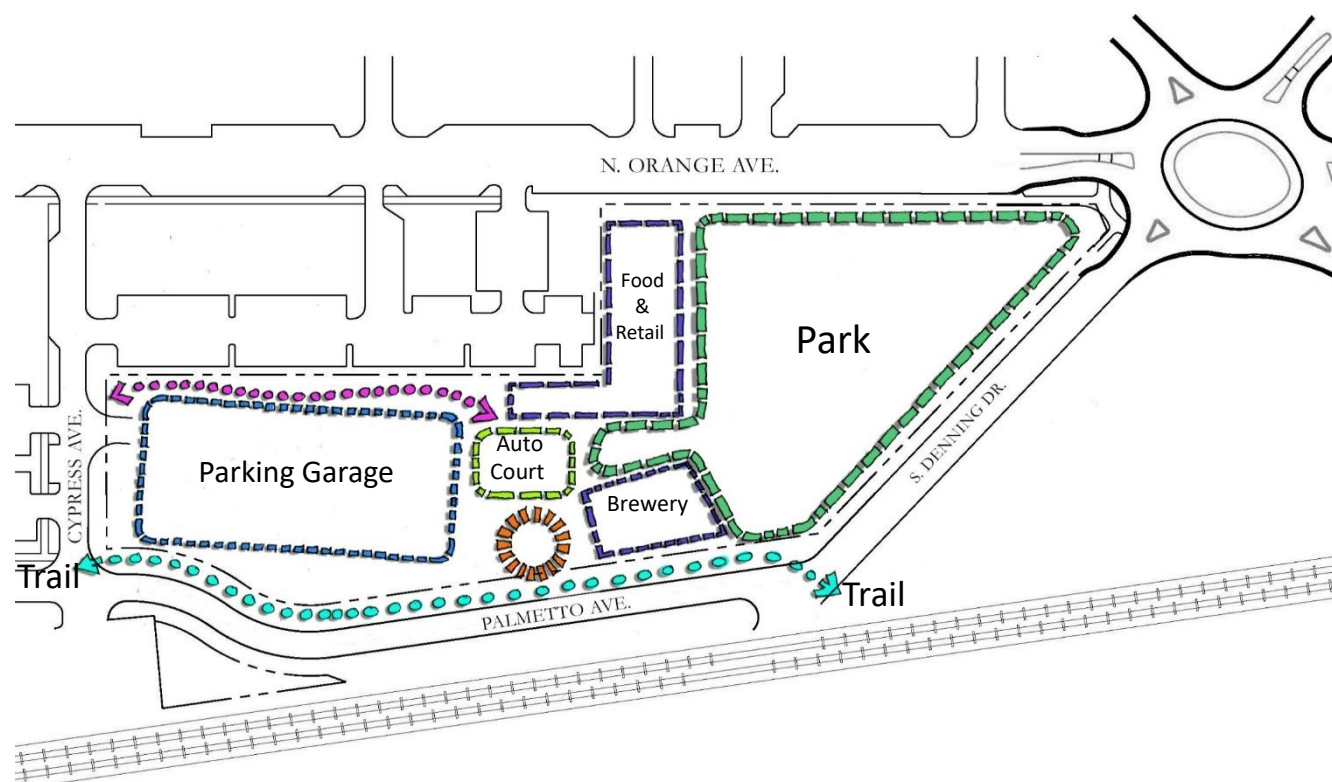 N. ORANGE AVE.
Food
&
Retail
Park
S. DENNING DR.
CYPRESS AVE.
Parking Garage
Auto
Court
Brewery
Trail
Trail
PALMETTO AVE.